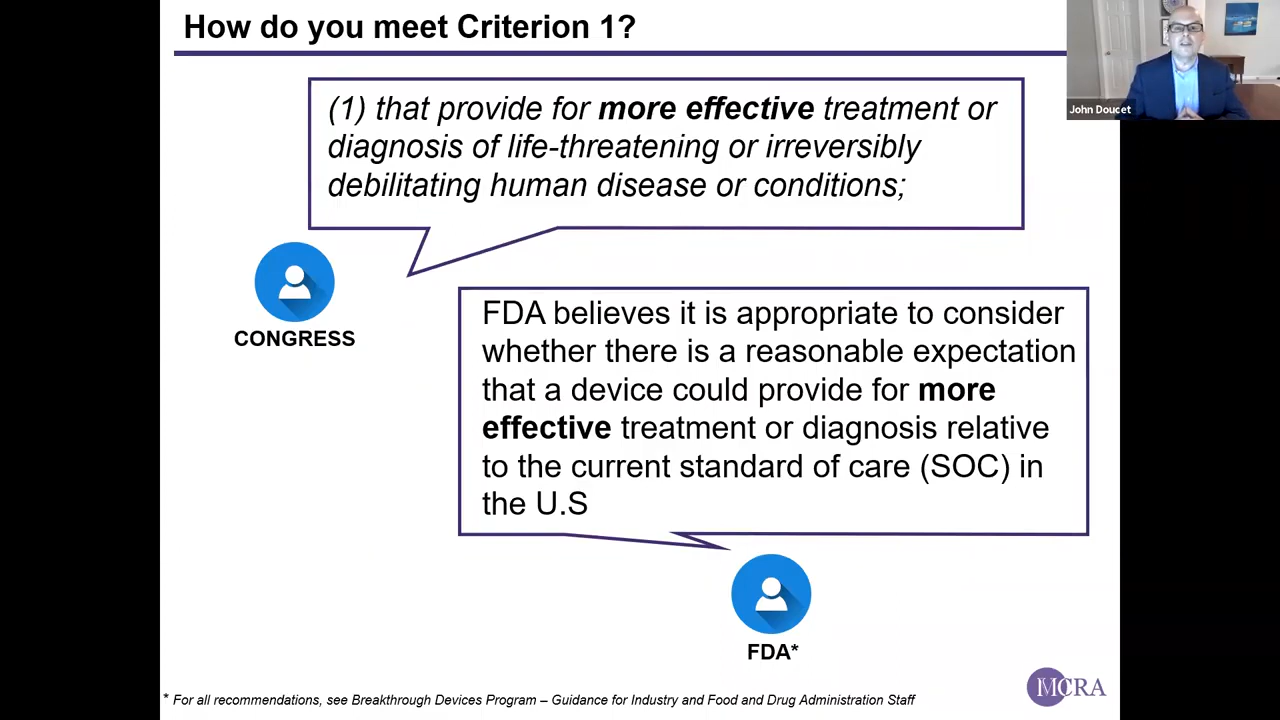 How do you meet Criterion 1?
John Doucet
(1) that provide for more effective treatment or
diagnosis of life-threatening or irreversibly
debilitating human disease or conditions;
CONGRESS
FDA believes it is appropriate to consider
whether there is a reasonable expectation
that a device could provide for more
effective treatment or diagnosis relative
to the current standard of care (SOC) in
the U.S
FDA*
* For all recommendations, see Breakthrough Devices Program – Guidance for Industry and Food and Drug Administration Staff
MCRA